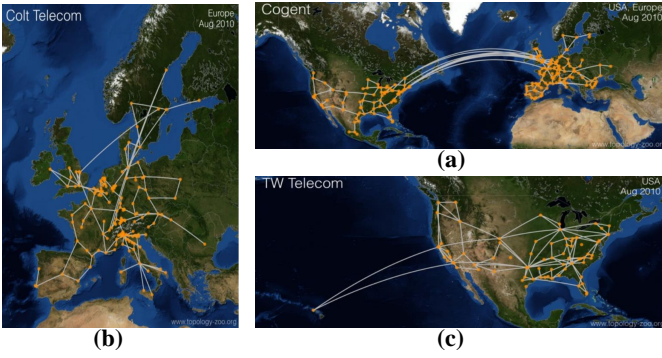 Colt Telecom
Europe
Aug 2010
www.topology-zoo.org
(b)
Cogent
USA, Europe
Aug 2010
www.topology-zoo.org
(a)
TW Telecom
USA
Aug 2010
www.topology-zoo.org
(c)